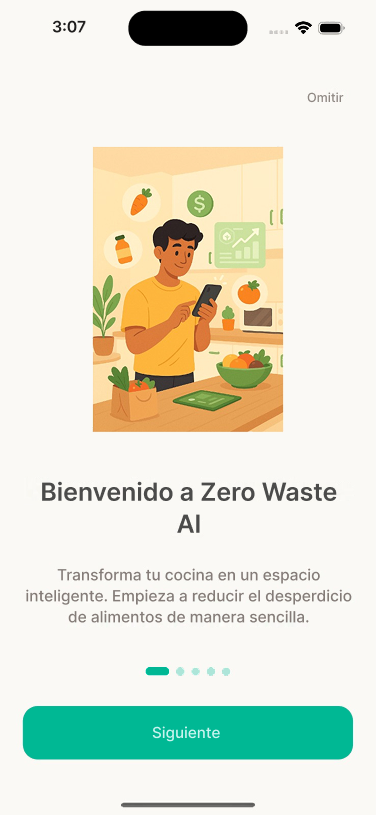 3:07
Omitir
$
Bienvenido a Zero Waste
AI
Transforma tu cocina en un espacio
inteligente. Empieza a reducir el desperdicio
de alimentos de manera sencilla.
Siguiente